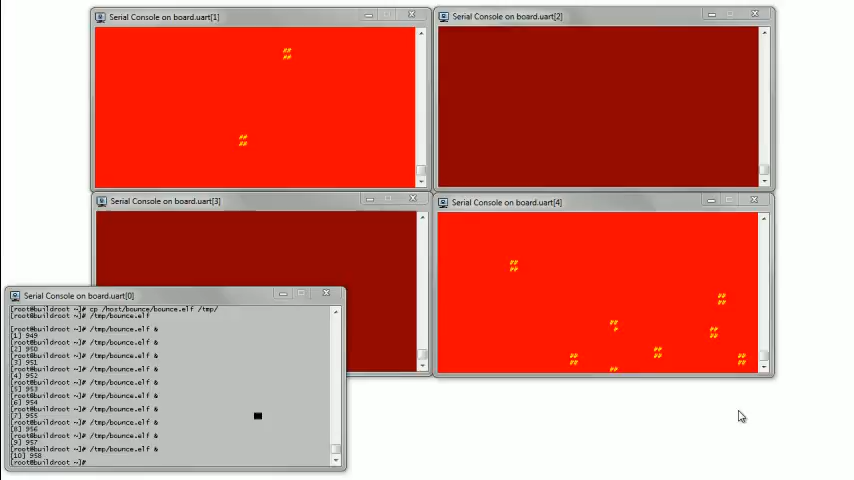 Serial Console on board.uart[1]
Serial Console on board.uart[2]
##
##
##
##
Serial Console on board.uart[3]
Serial Console on board.uart[4]
##
##
##
##
##
#
##
##
##
##
##
##
##
##
##
Serial Console on board.uart[0]
[root@buildroot ~]# cp /host/bounce/bounce.elf /tmp/
[root@buildroot ~]# /tmp/bounce.elf
[root@buildroot ~]# /tmp/bounce.elf &
[1] 949
[root@buildroot ~]# /tmp/bounce.elf &
[2] 950
[root@buildroot ~]# /tmp/bounce.elf &
[3] 951
[root@buildroot ~]# /tmp/bounce.elf &
[4] 952
[root@buildroot ~]# /tmp/bounce.elf &
[5] 953
[root@buildroot ~]# /tmp/bounce.elf &
[6] 954
[root@buildroot ~]# /tmp/bounce.elf &
[7] 955
[root@buildroot ~]# /tmp/bounce.elf &
[8] 956
[root@buildroot ~]# /tmp/bounce.elf &
[9] 957
[root@buildroot ~]# /tmp/bounce.elf &
[10] 958
[root@buildroot ~]#